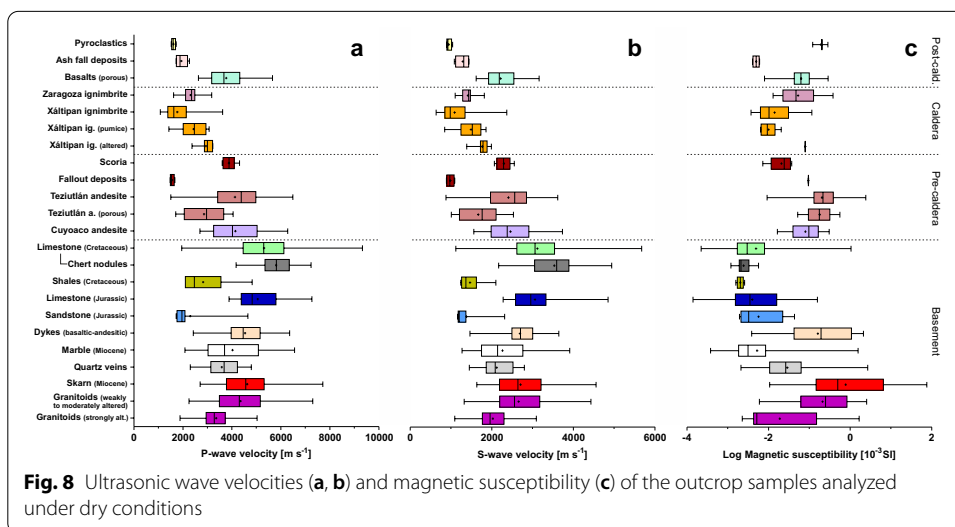 a
b
c
Pyroclastics
Ash fall deposits
Basalts (porous)
Zaragoza ignimbrite
Xáltipan ignimbrite
Xáltipan ig. (pumice)
Xáltipan ig. (altered)
Scoria
Fallout deposits
Teziutlán andesite
Teziutlán a. (porous)
Cuyoaco andesite
Limestone (Cretaceous)
Chert nodules
Shales (Cretaceous)
Limestone (Jurassic)
Sandstone (Jurassic)
Dykes (basaltic-andesitic)
Marble (Miocene)
Quartz veins
Skarn (Miocene)
Granitoids (weakly
to moderately altered)
Granitoids (strongly alt.)
Post-cald.
Caldera
Pre-caldera
Basement
0 2000 4000 6000 8000 10000
P-wave velocity [m s⁻¹]
0 2000 4000 6000
S-wave velocity [m s⁻¹]
-4 -2 0 2
Log Magnetic susceptibility [10⁻³SI]
Fig. 8 Ultrasonic wave velocities (a, b) and magnetic susceptibility (c) of the outcrop samples analyzed
under dry conditions